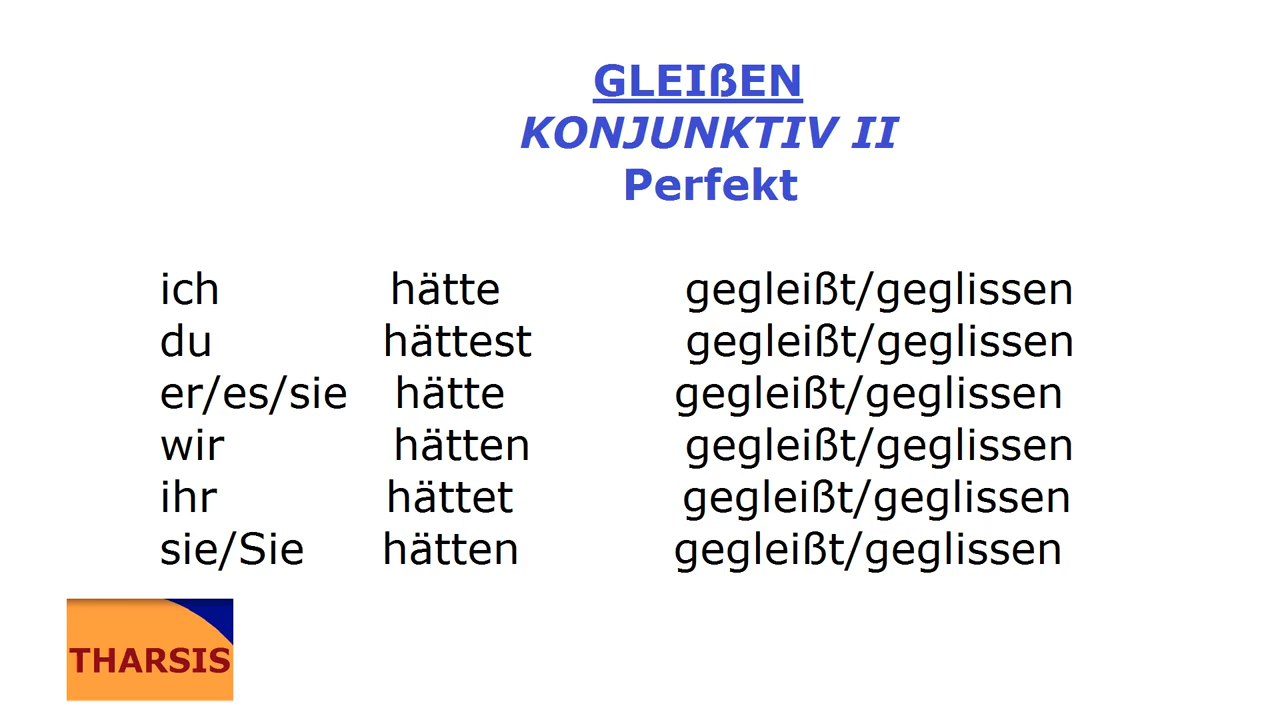 GLEIßEN
KONJUNKTIV II
Perfekt
ich hätte gegleißt/geglissen
du hättest gegleißt/geglissen
er/es/sie hätte gegleißt/geglissen
wir hätten gegleißt/geglissen
ihr hättet gegleißt/geglissen
sie/Sie hätten gegleißt/geglissen
THARSIS